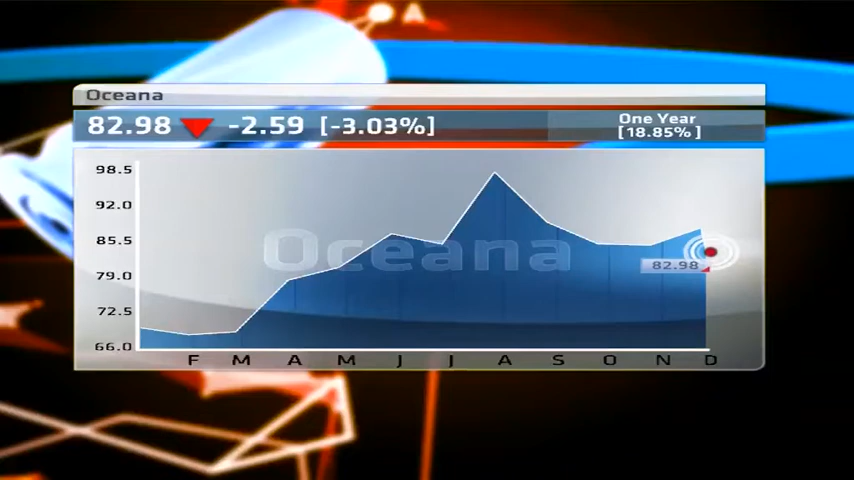 A
Oceana
82.98 -2.59 [-3.03%]
One Year
[18.85%]
98.5
92.0
85.5
79.0
72.5
66.0
Oceana
82.98
F M A M J J A S O N D